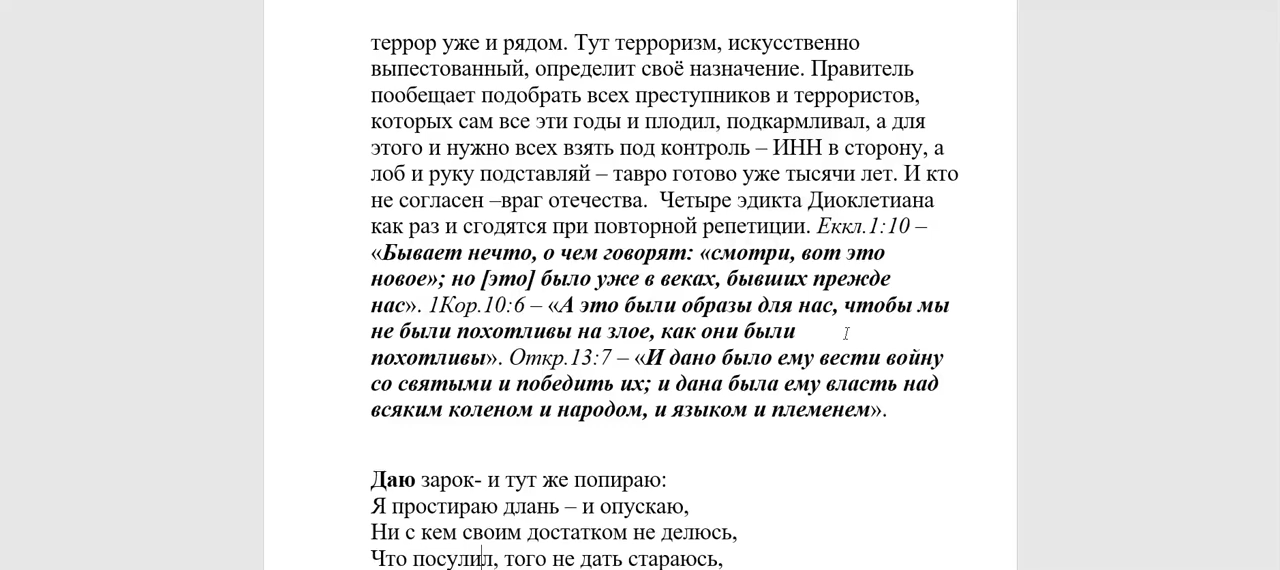 террор уже и рядом. Тут терроризм, искусственно
выпестованный, определит своё назначение. Правитель
пообещает подобрать всех преступников и террористов,
которых сам все эти годы и плодил, подкармливал, а для
этого и нужно всех взять под контроль – ИНН в сторону, а
лоб и руку подставляй – тавро готово уже тысячи лет. И кто
не согласен –враг отечества.  Четыре эдикта Диоклетиана
как раз и сгодятся при повторной репетиции. Еккл.1:10 –
«Бывает нечто, о чем говорят: «смотри, вот это
новое»; но [это] было уже в веках, бывших прежде
нас». 1Кор.10:6 – «А это были образы для нас, чтобы мы
не были похотливы на злое, как они были
похотливы». Откр.13:7 – «И дано было ему вести войну
со святыми и победить их; и дана была ему власть над
всяким коленом и народом, и языком и племенем».
Даю зарок- и тут же попираю:
Я простираю длань – и опускаю,
Ни с кем своим достатком не делюсь,
Что посулил, того не дать стараюсь,